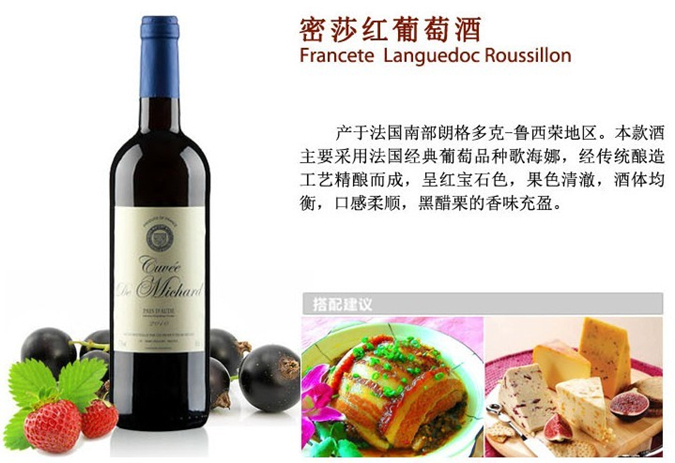 密莎红葡萄酒
Francete Languedoc Roussillon
产于法国南部朗格多克-鲁西荣地区。本款酒
主要采用法国经典葡萄品种歌海娜，经传统酿造
工艺精酿而成，呈红宝石色，果色清澈，酒体均
衡，口感柔顺，黑醋栗的香味充盈。
Cuvée
De Michard
PAYS D'AUDE
2010
搭配建议